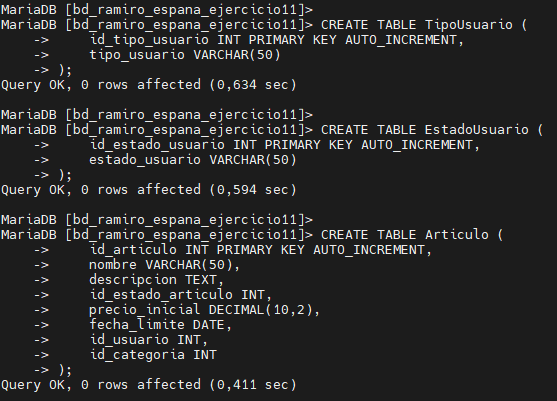 MariaDB [bd_ramiro_espana_ejercicio11]>
MariaDB [bd_ramiro_espana_ejercicio11]> CREATE TABLE TipoUsuario (
    ->     id_tipo_usuario INT PRIMARY KEY AUTO_INCREMENT,
    ->     tipo_usuario VARCHAR(50)
    -> );
Query OK, 0 rows affected (0,634 sec)

MariaDB [bd_ramiro_espana_ejercicio11]>
MariaDB [bd_ramiro_espana_ejercicio11]> CREATE TABLE EstadoUsuario (
    ->     id_estado_usuario INT PRIMARY KEY AUTO_INCREMENT,
    ->     estado_usuario VARCHAR(50)
    -> );
Query OK, 0 rows affected (0,594 sec)

MariaDB [bd_ramiro_espana_ejercicio11]>
MariaDB [bd_ramiro_espana_ejercicio11]> CREATE TABLE Articulo (
    ->     id_articulo INT PRIMARY KEY AUTO_INCREMENT,
    ->     nombre VARCHAR(50),
    ->     descripcion TEXT,
    ->     id_estado_articulo INT,
    ->     precio_inicial DECIMAL(10,2),
    ->     fecha_limite DATE,
    ->     id_usuario INT,
    ->     id_categoria INT
    -> );
Query OK, 0 rows affected (0,411 sec)